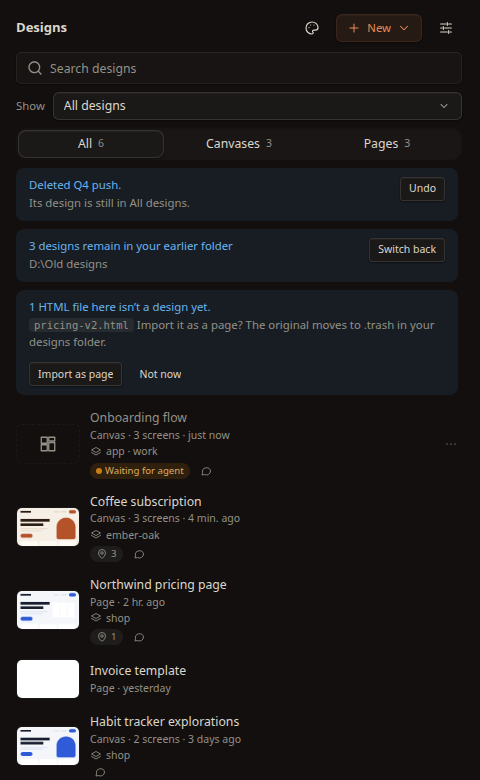 Designs
New
Search designs
Show
All designs
All 6
Canvases 3
Pages 3
Deleted Q4 push.
Its design is still in All designs.
Undo
3 designs remain in your earlier folder
D:\Old designs
Switch back
1 HTML file here isn’t a design yet.
pricing-v2.html Import it as a page? The original moves to .trash in your
designs folder.
Import as page
Not now
Onboarding flow
Canvas · 3 screens · just now
app · work
Waiting for agent
Coffee subscription
Canvas · 3 screens · 4 min. ago
ember-oak
3
Northwind pricing page
Page · 2 hr. ago
shop
1
Invoice template
Page · yesterday
Habit tracker explorations
Canvas · 2 screens · 3 days ago
shop